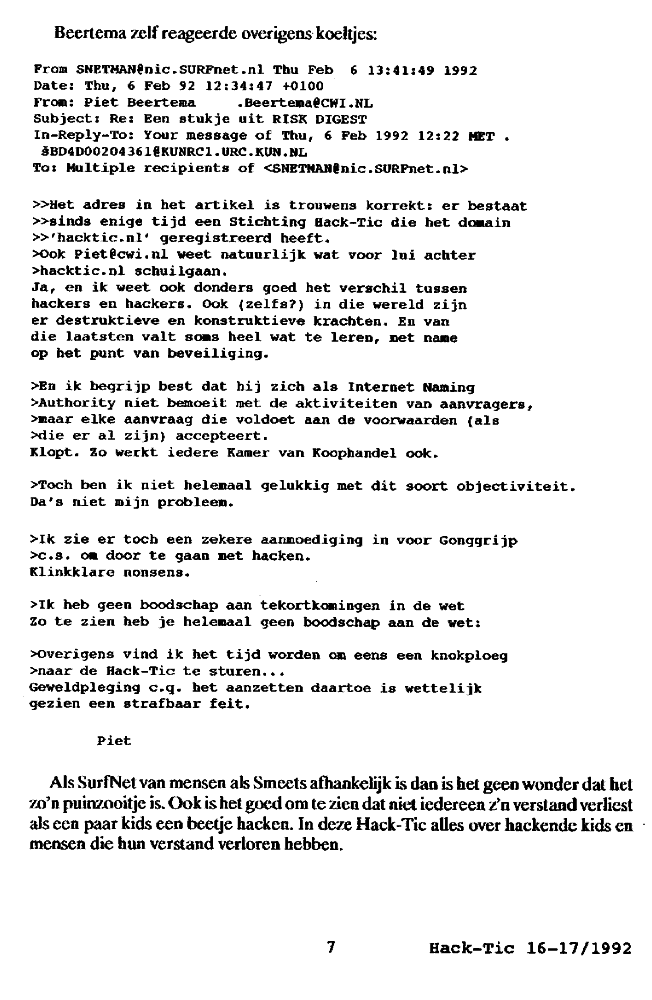 Beertema zelf reageerde overigens koeltjes:
From SNETMAN@nic.SURFnet.nl Thu Feb 6 13:41:49 1992
Date: Thu, 6 Feb 92 12:34:47 +0100
From: Piet Beertema .Beertema@CWI.NL
Subject: Re: Een stukje uit RISK DIGEST
In-Reply-To: Your message of Thu, 6 Feb 1992 12:22 MET .
åBD4D00204361@KUNRC1.URC.KUN.NL
To: Multiple recipients of <SNETMAN@nic.SURFnet.nl>
>>Het adres in het artikel is trouwens korrekt: er bestaat
>>sinds enige tijd een Stichting Hack-Tic die het domain
>>'hacktic.nl' geregistreerd heeft.
>Ook Piet@cwi.nl weet natuurlijk wat voor lui achter
>hacktic.nl schuilgaan.
Ja, en ik weet ook donders goed het verschil tussen
hackers en hackers. Ook (zelfs?) in die wereld zijn
er destruktieve en konstruktieve krachten. En van
die laatsten valt soms heel wat te leren, met name
op het punt van beveiliging.
>En ik begrijp best dat hij zich als Internet Naming
>Authority niet bemoeit met de aktiviteiten van aanvragers,
>maar elke aanvraag die voldoet aan de voorwaarden (als
>die er al zijn) accepteert.
Klopt. Zo werkt iedere Kamer van Koophandel ook.
>Toch ben ik niet helemaal gelukkig met dit soort objectiviteit.
Da's niet mijn probleem.
>Ik zie er toch een zekere aanmoediging in voor Gonggrijp
>c.s. om door te gaan met hacken.
Klinkklare nonsens.
>Ik heb geen boodschap aan tekortkomingen in de wet
Zo te zien heb je helemaal geen boodschap aan de wet:
>Overigens vind ik het tijd worden om eens een knokploeg
>naar de Hack-Tic te sturen...
Geweldpleging c.q. het aanzetten daartoe is wettelijk
gezien een strafbaar feit.
Piet
Als SurfNet van mensen als Smeets afhankelijk is dan is het geen wonder dat het
zo'n puinzooitje is. Ook is het goed om te zien dat niet iedereen z'n verstand verliest
als een paar kids een beetje hacken. In deze Hack-Tic alles over hackende kids en
mensen die hun verstand verloren hebben.
7 Hack-Tic 16-17/1992